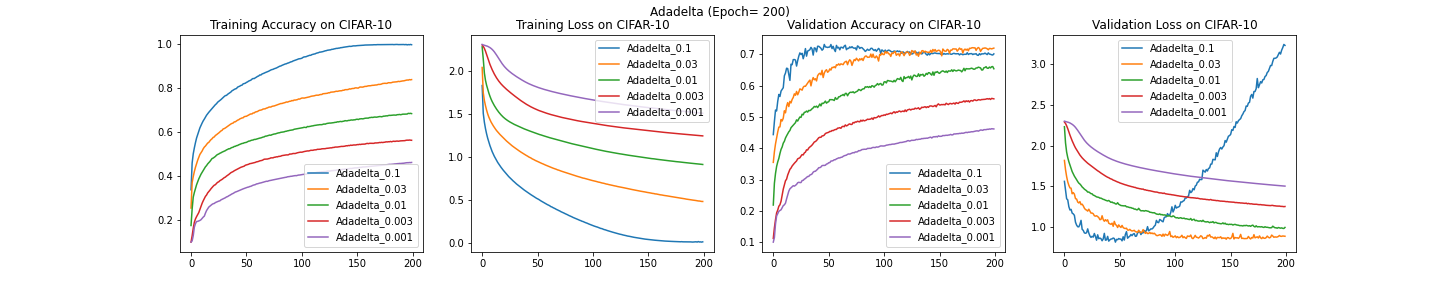 Adadelta (Epoch= 200)
Training Accuracy on CIFAR-10
1.0
0.8
0.6
0.4
0.2
0
50
100
150
200
Adadelta_0.1
Adadelta_0.03
Adadelta_0.01
Adadelta_0.003
Adadelta_0.001
Training Loss on CIFAR-10
2.0
1.5
1.0
0.5
0.0
0
50
100
150
200
Adadelta_0.1
Adadelta_0.03
Adadelta_0.01
Adadelta_0.003
Adadelta_0.001
Validation Accuracy on CIFAR-10
0.7
0.6
0.5
0.4
0.3
0.2
0.1
0
50
100
150
200
Adadelta_0.1
Adadelta_0.03
Adadelta_0.01
Adadelta_0.003
Adadelta_0.001
Validation Loss on CIFAR-10
3.0
2.5
2.0
1.5
1.0
0
50
100
150
200
Adadelta_0.1
Adadelta_0.03
Adadelta_0.01
Adadelta_0.003
Adadelta_0.001